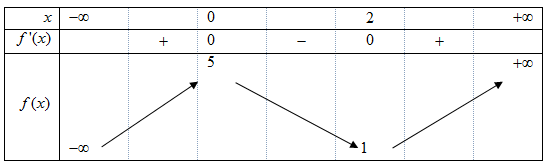 x −∞ 0 2 +∞
f'(x) + 0 − 0 +
5 +∞
f(x)
−∞ 1